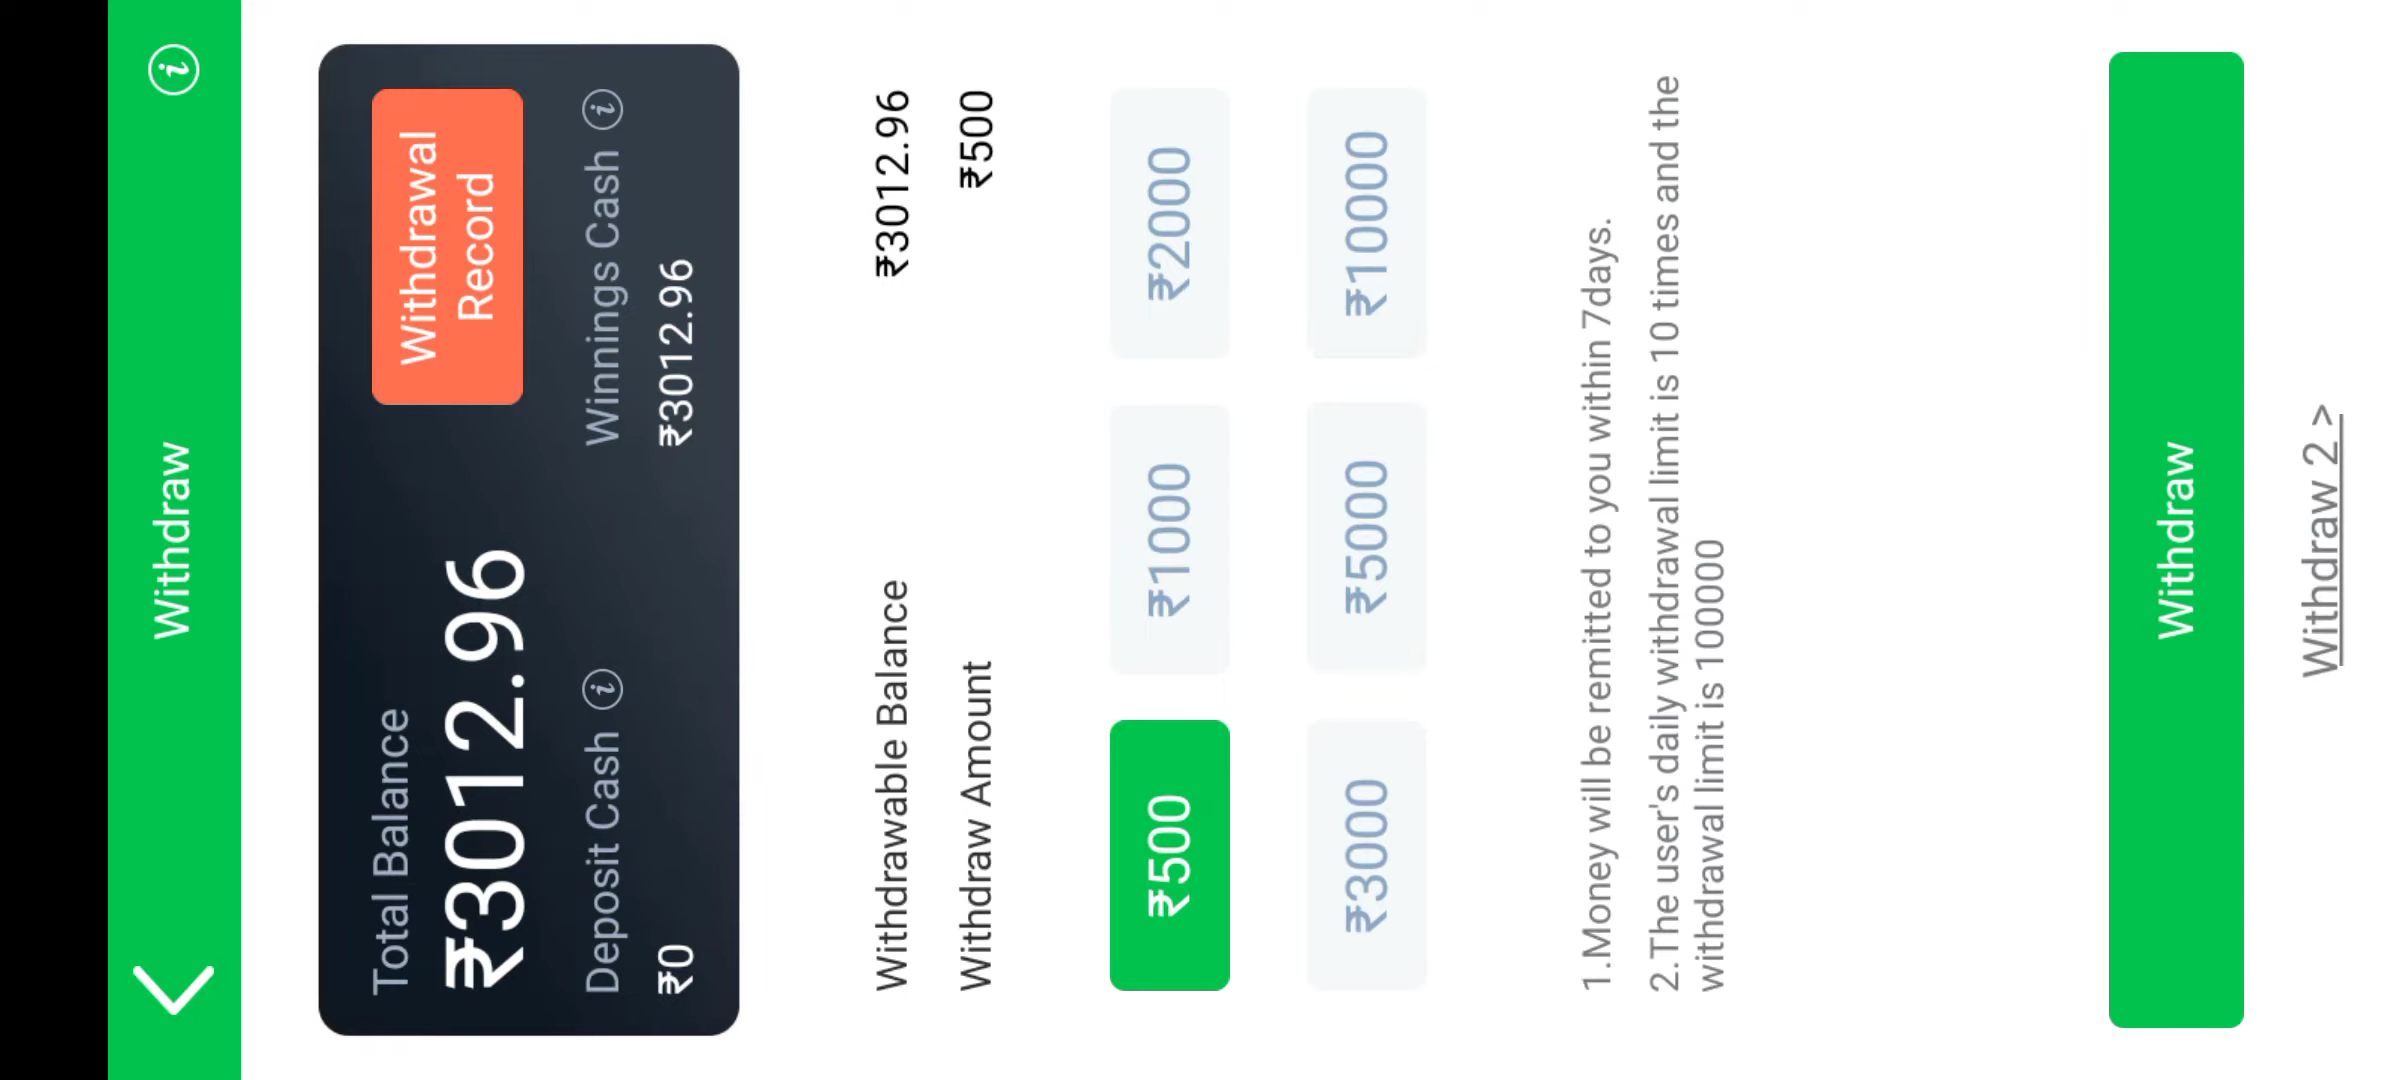 Withdraw
Total Balance
₹3012.96
Withdrawal
Record
Deposit Cash
Winnings Cash
₹0
₹3012.96
Withdrawable Balance
₹3012.96
Withdraw Amount
₹500
₹500
₹1000
₹2000
₹3000
₹5000
₹10000
1.Money will be remitted to you within 7days.
2.The user's daily withdrawal limit is 10 times and the
withdrawal limit is 100000
Withdraw
Withdraw 2 >